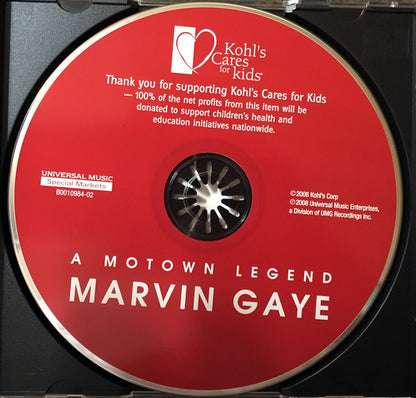 Kohl's
Cares
for
kids®
Thank you for supporting Kohl's Cares for Kids
— 100% of the net profits from this item will be
donated to support children's health and
education initiatives nationwide.
UNIVERSAL MUSIC
Special Markets
B0010984-02
© 2008 Kohl's Corp
℗ 2008 Universal Music Enterprises,
a Division of UMG Recordings Inc.
A MOTOWN LEGEND
MARVIN GAYE